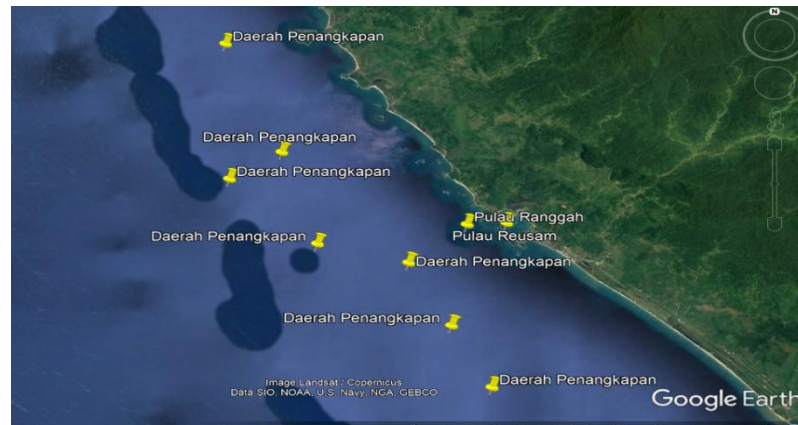 N
Daerah Penangkapan
Daerah Penangkapan
Daerah Penangkapan
Pulau Ranggah
Pulau Reusam
Daerah Penangkapan
Daerah Penangkapan
Daerah Penangkapan
Daerah Penangkapan
Image Landsat / Copernicus
Data SIO, NOAA, U.S. Navy, NGA, GEBCO
Google Earth